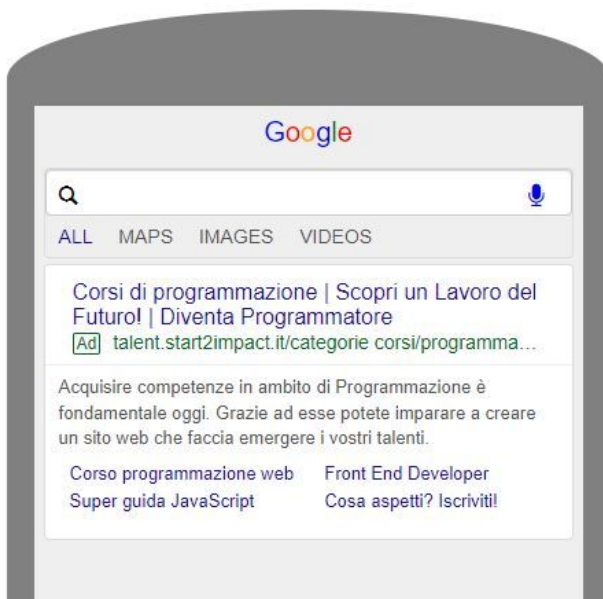 Google
ALL MAPS IMAGES VIDEOS
Corsi di programmazione | Scopri un Lavoro del
Futuro! | Diventa Programmatore
Ad talent.start2impact.it/categorie corsi/programma...
Acquisire competenze in ambito di Programmazione è
fondamentale oggi. Grazie ad esse potete imparare a creare
un sito web che faccia emergere i vostri talenti.
Corso programmazione web Front End Developer
Super guida JavaScript Cosa aspetti? Iscriviti!